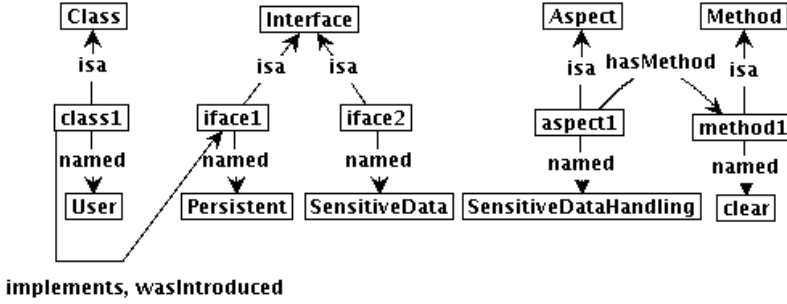 Class Interface Aspect Method
isa isa isa isa hasMethod isa
class1 iface1 iface2 aspect1 method1
named named named named named
User Persistent SensitiveData SensitiveDataHandling clear
implements, wasIntroduced